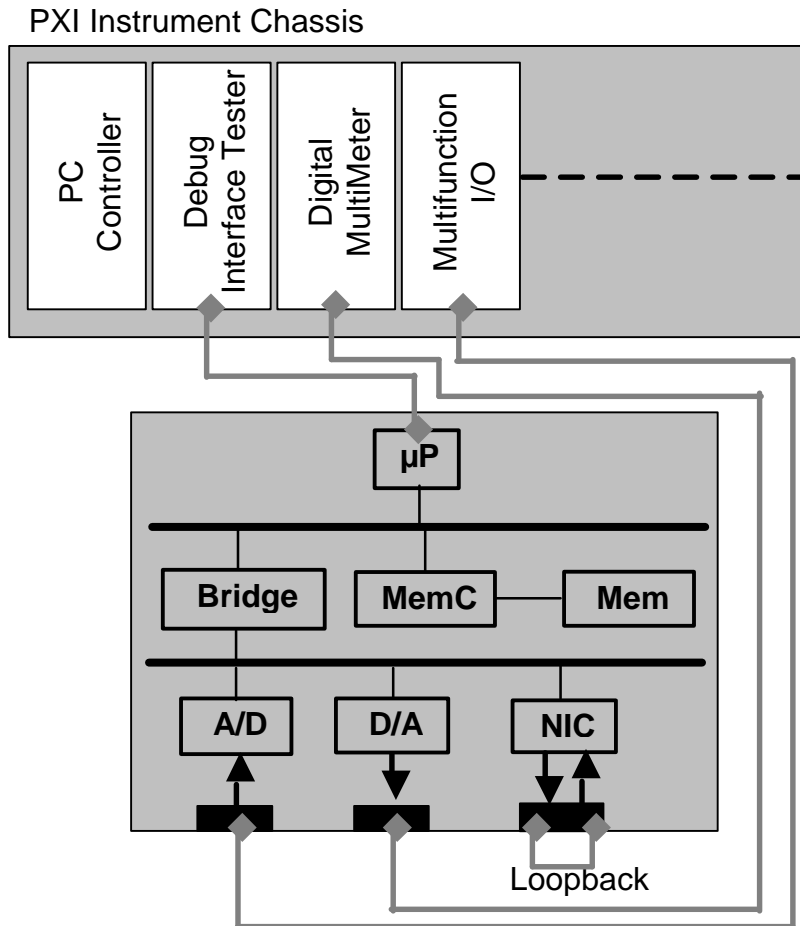 PXI Instrument Chassis
PC
Controller
Debug
Interface Tester
Digital
MultiMeter
Multifunction
I/O
µP
Bridge
MemC
Mem
A/D
D/A
NIC
Loopback